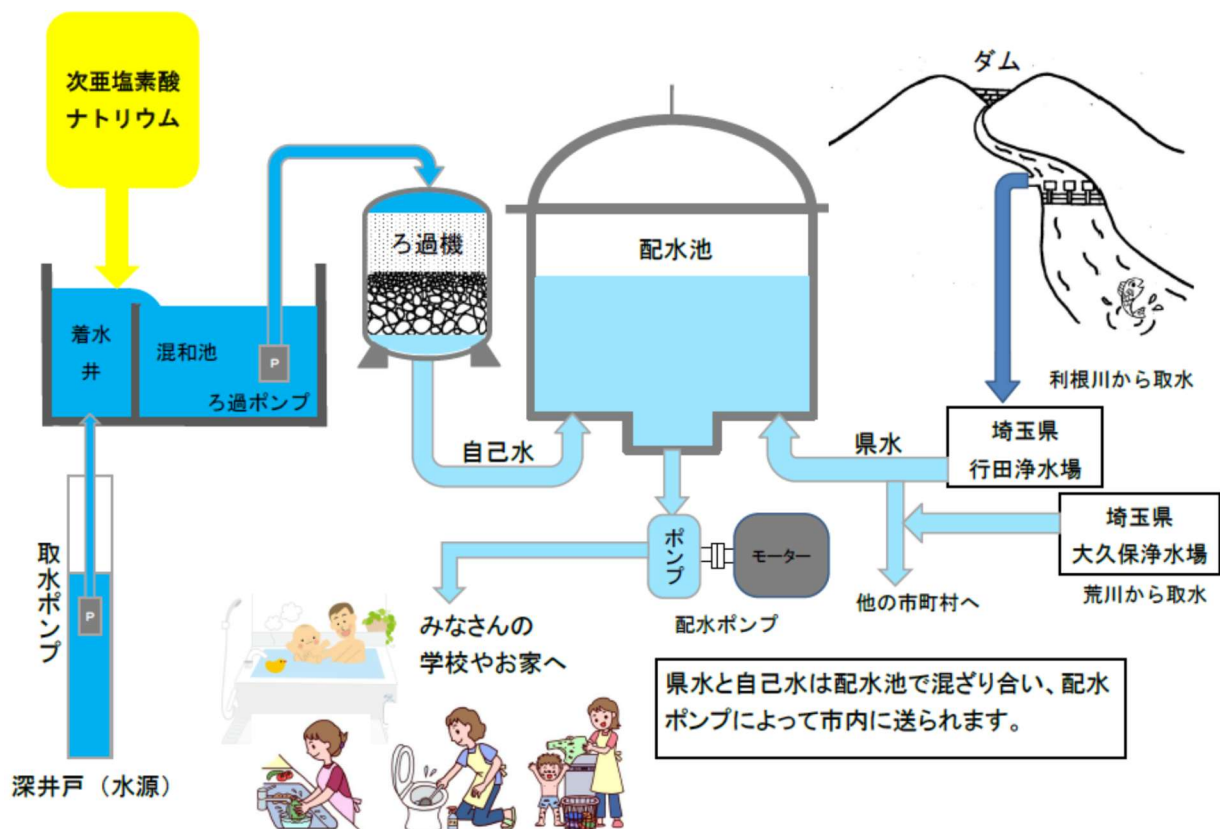 次亜塩素酸
ナトリウム
ダム
ろ過機
配水池
着水
井
混和池
P
ろ過ポンプ
利根川から取水
自己水
県水
埼玉県
行田浄水場
埼玉県
大久保浄水場
荒川から取水
取水ポンプ
P
ポンプ
モーター
配水ポンプ
他の市町村へ
みなさんの
学校やお家へ
県水と自己水は配水池で混ざり合い、配水
ポンプによって市内に送られます。
深井戸（水源）